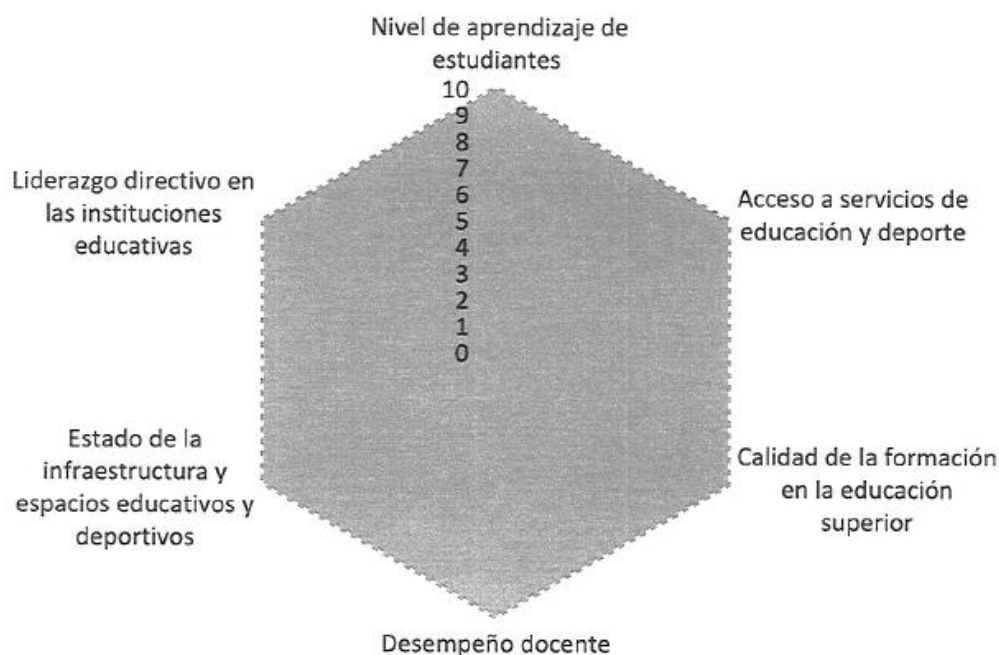 Nivel de aprendizaje de
estudiantes
10
9
8
7
6
5
4
3
2
1
0
Liderazgo directivo en
las instituciones
educativas
Acceso a servicios de
educación y deporte
Estado de la
infraestructura y
espacios educativos y
deportivos
Calidad de la formación
en la educación
superior
Desempeño docente